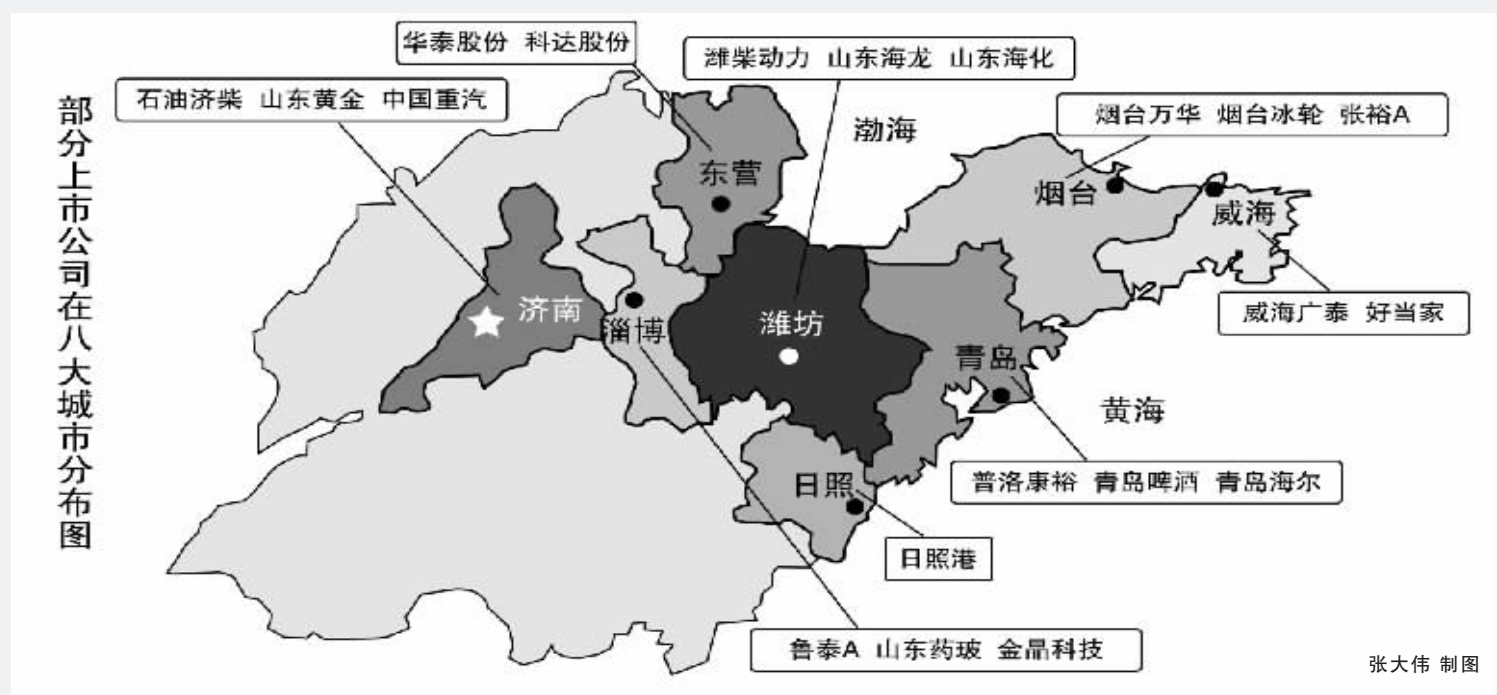 部分上市公司在八大城市分布图
华泰股份 科达股份
潍柴动力 山东海龙 山东海化
石油济柴 山东黄金 中国重汽
烟台万华 烟台冰轮 张裕A
渤海
东营
烟台
威海
济南
淄博
潍坊
威海广泰 好当家
青岛
黄海
普洛康裕 青岛啤酒 青岛海尔
日照
日照港
鲁泰A 山东药玻 金晶科技
张大伟 制图